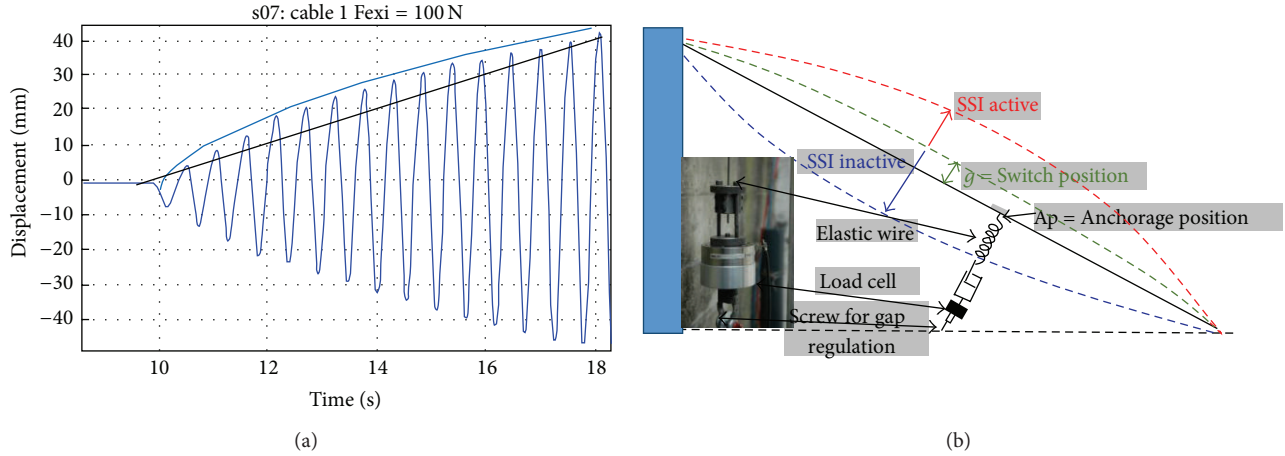 s07: cable 1 Fexi = 100 N
40
30
20
10
0
−10
−20
−30
−40
Displacement (mm)
10
12
14
16
18
Time (s)
(a)
SSI active
SSI inactive
g = Switch position
Ap = Anchorage position
Elastic wire
Load cell
Screw for gap
regulation
(b)